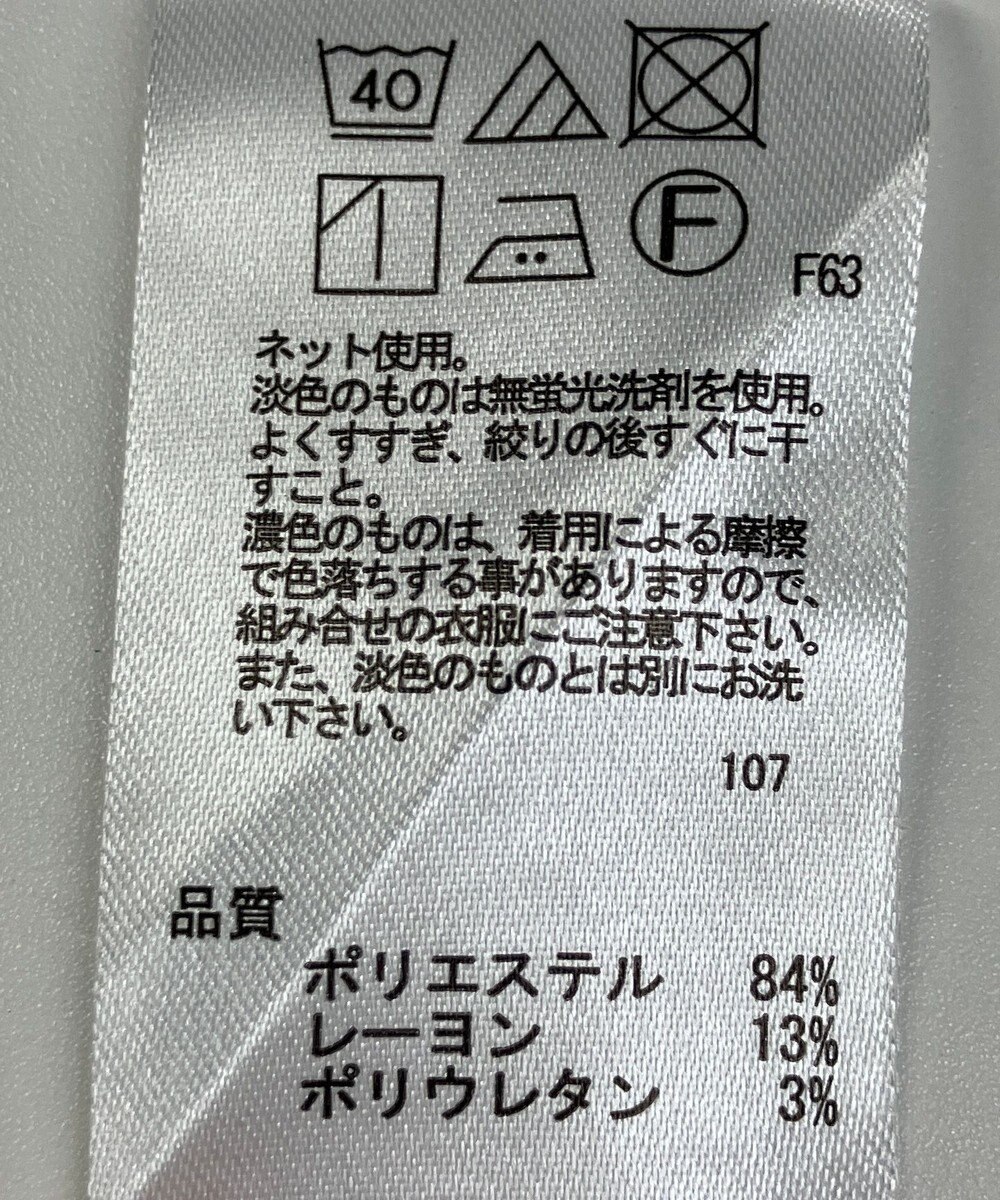 40
F
F63
ネット使用。
淡色のものは無蛍光洗剤を使用。
よくすすぎ、絞りの後すぐに干
すこと。
濃色のものは、着用による摩擦
で色落ちする事がありますので、
組み合せの衣服にご注意下さい。
また、淡色のものとは別にお洗
い下さい。
107
品質
ポリエステル 84%
レーヨン 13%
ポリウレタン 3%